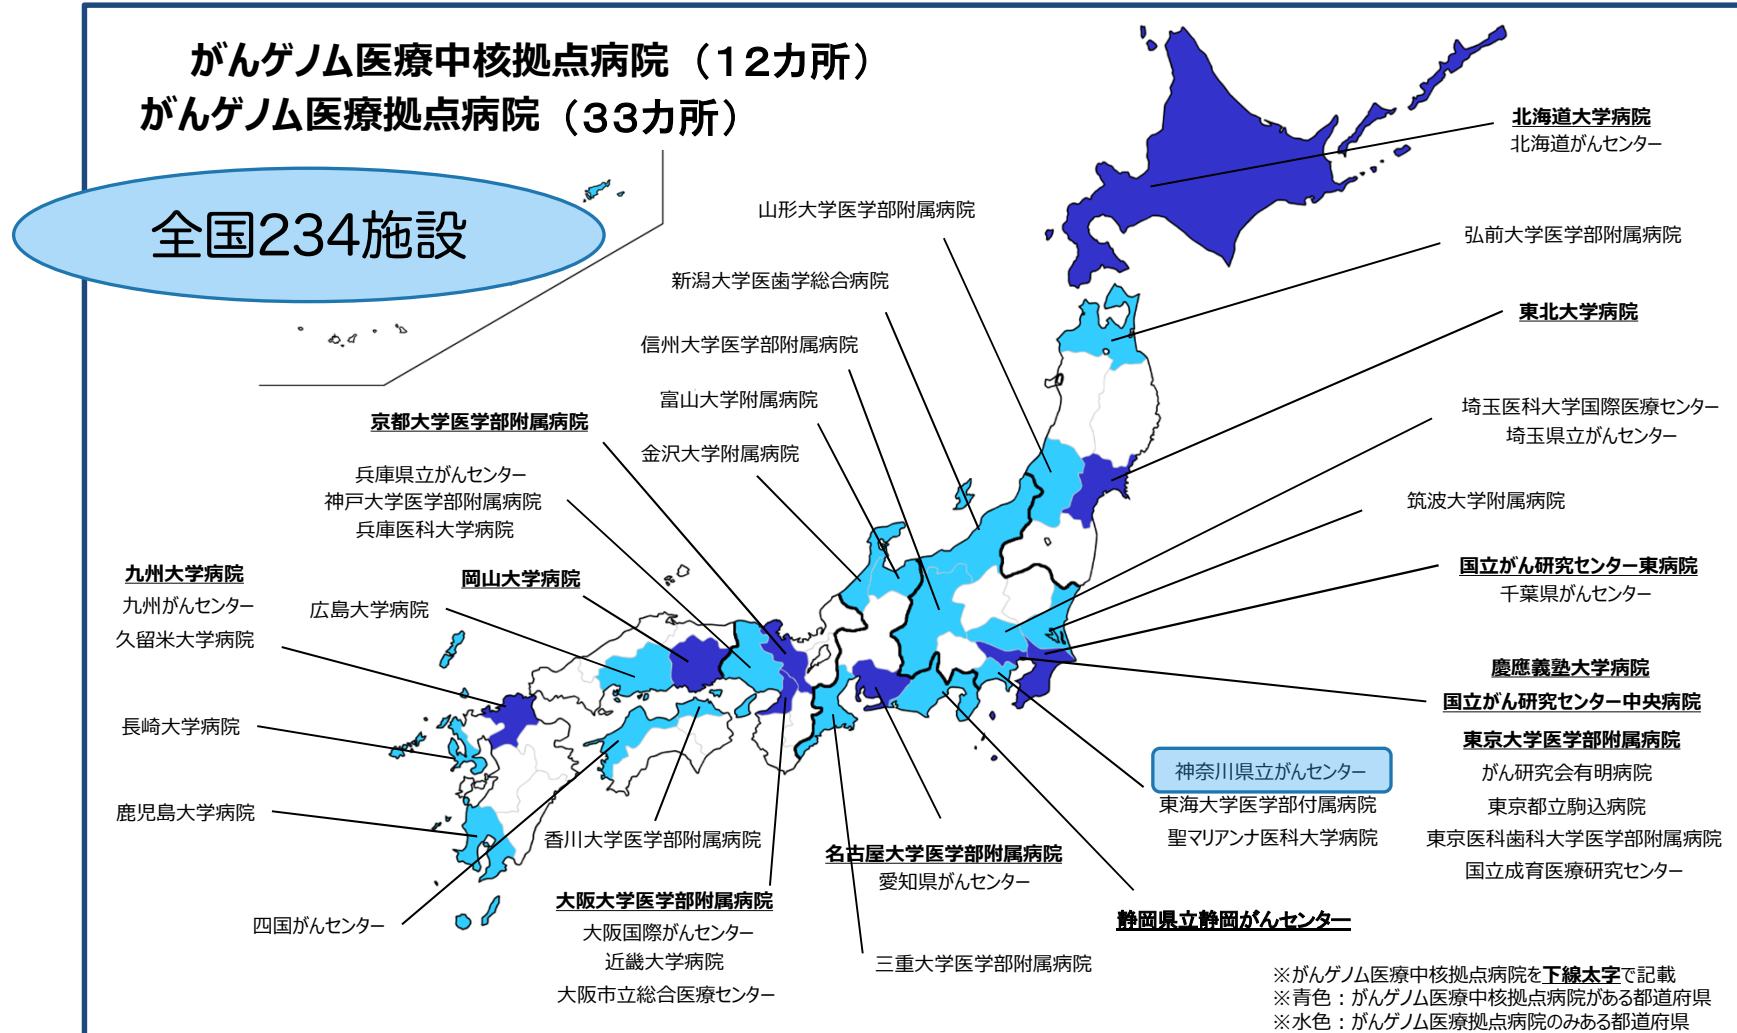 がんゲノム医療中核拠点病院（12カ所）
がんゲノム医療拠点病院（33カ所）
全国234施設
北海道大学病院
北海道がんセンター
山形大学医学部附属病院
弘前大学医学部附属病院
新潟大学医歯学総合病院
東北大学病院
信州大学医学部附属病院
富山大学附属病院
京都大学医学部附属病院
金沢大学附属病院
埼玉医科大学国際医療センター
埼玉県立がんセンター
兵庫県立がんセンター
神戸大学医学部附属病院
兵庫医科大学病院
筑波大学附属病院
九州大学病院
九州がんセンター
久留米大学病院
岡山大学病院
広島大学病院
国立がん研究センター東病院
千葉県がんセンター
慶應義塾大学病院
国立がん研究センター中央病院
東京大学医学部附属病院
がん研究会有明病院
東京都立駒込病院
東京医科歯科大学医学部附属病院
国立成育医療研究センター
長崎大学病院
鹿児島大学病院
神奈川県立がんセンター
東海大学医学部付属病院
聖マリアンナ医科大学病院
香川大学医学部附属病院
名古屋大学医学部附属病院
愛知県がんセンター
四国がんセンター
大阪大学医学部附属病院
大阪国際がんセンター
近畿大学病院
大阪市立総合医療センター
静岡県立静岡がんセンター
三重大学医学部附属病院
※がんゲノム医療中核拠点病院を下線太字で記載
※青色：がんゲノム医療中核拠点病院がある都道府県
※水色：がんゲノム医療拠点病院のみある都道府県